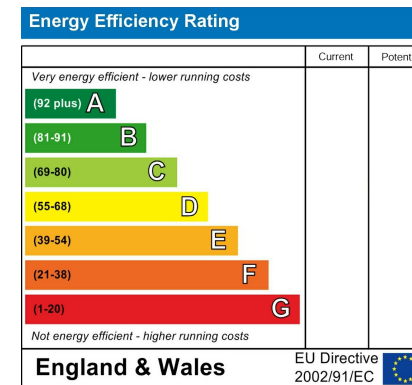 Energy Efficiency Rating
Current Potent
Very energy efficient - lower running costs
(92 plus) A
(81-91) B
(69-80) C
(55-68) D
(39-54) E
(21-38) F
(1-20) G
Not energy efficient - higher running costs
England & Wales
EU Directive
2002/91/EC